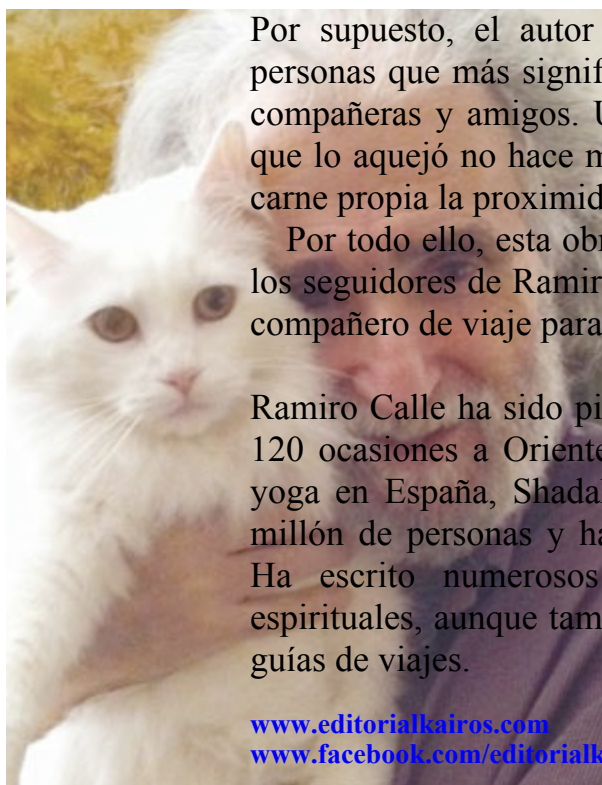 Por supuesto, el autor
personas que más signif
compañeras y amigos. U
que lo aquejó no hace m
carne propia la proximid
Por todo ello, esta obr
los seguidores de Ramir
compañero de viaje para
Ramiro Calle ha sido pi
120 ocasiones a Oriente
yoga en España, Shada
millón de personas y ha
Ha escrito numerosos
espirituales, aunque tam
guías de viajes.
www.editorialkairos.com
www.facebook.com/editorialk